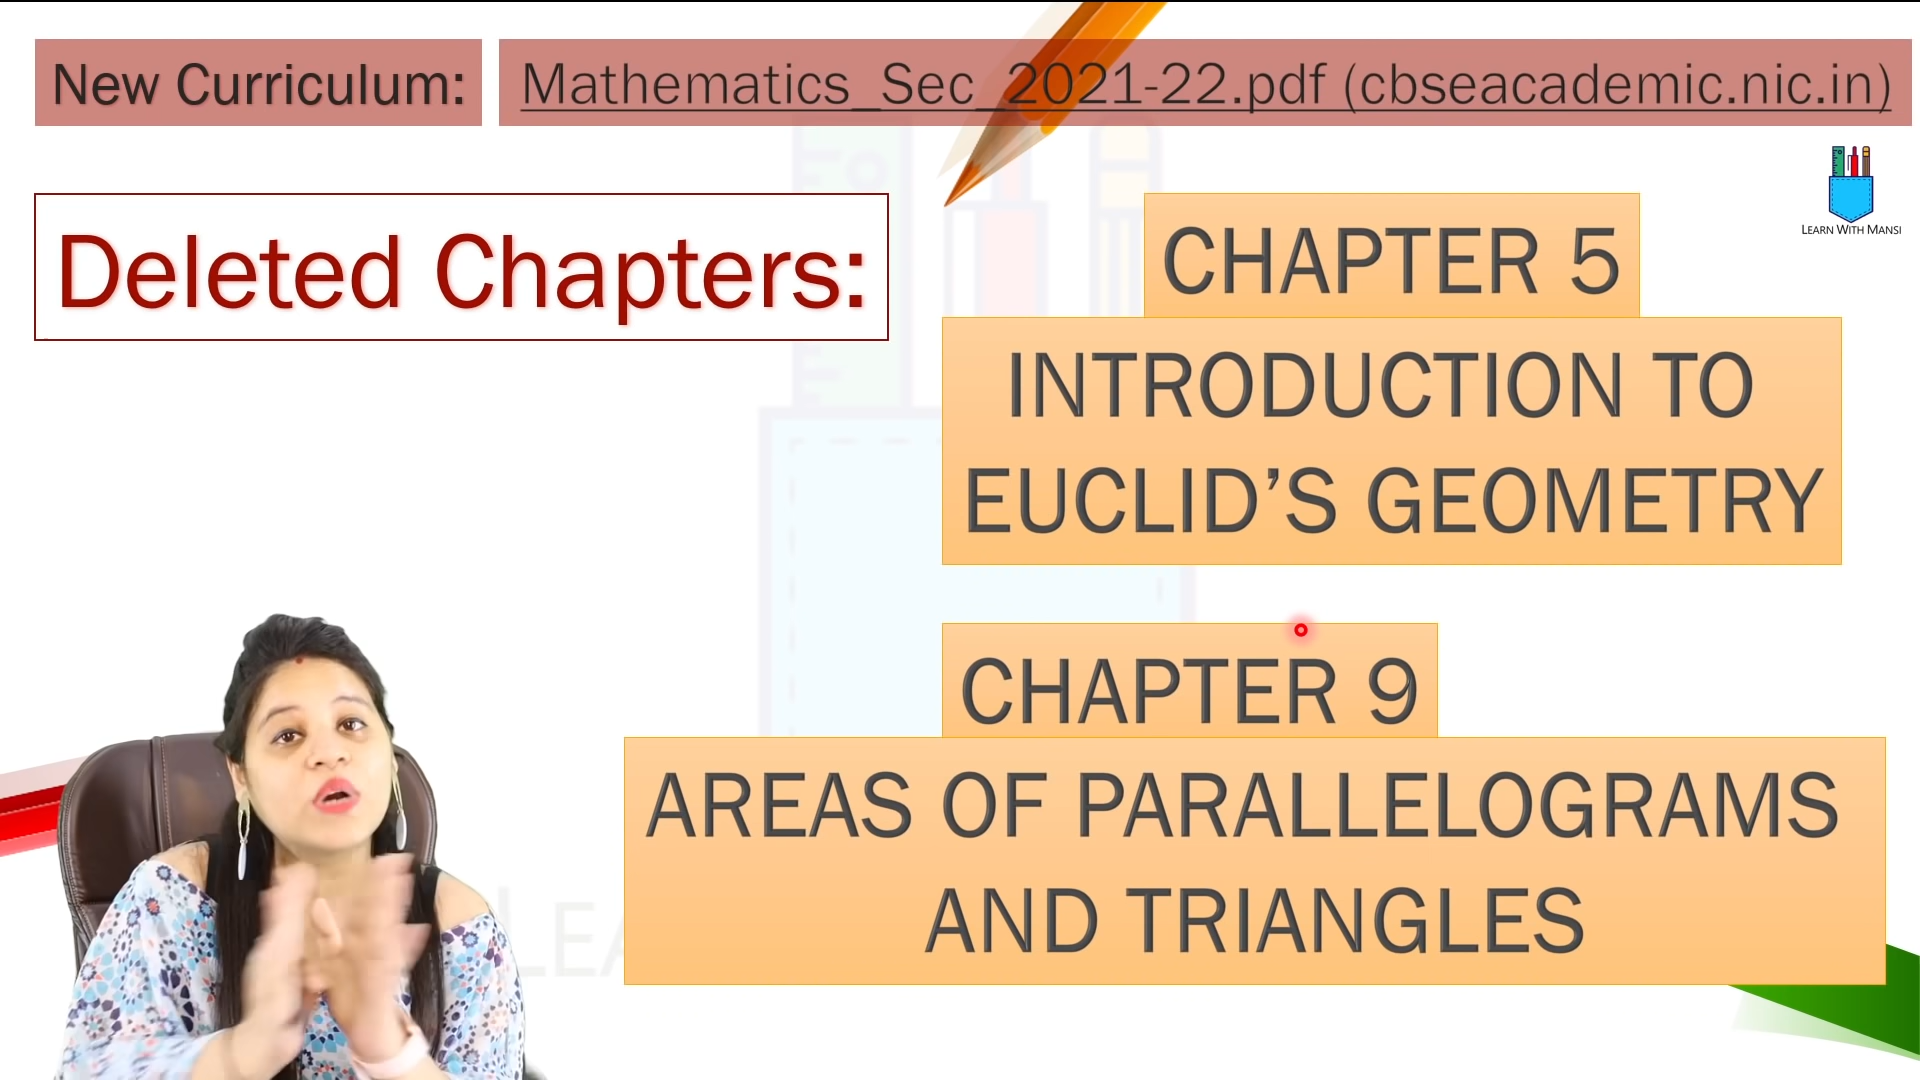 New Curriculum: Mathematics_Sec_2021-22.pdf (cbseacademic.nic.in)
LEARN WITH MANSI
Deleted Chapters:
CHAPTER 5
INTRODUCTION TO
EUCLID’S GEOMETRY
CHAPTER 9
AREAS OF PARALLELOGRAMS
AND TRIANGLES
LEA